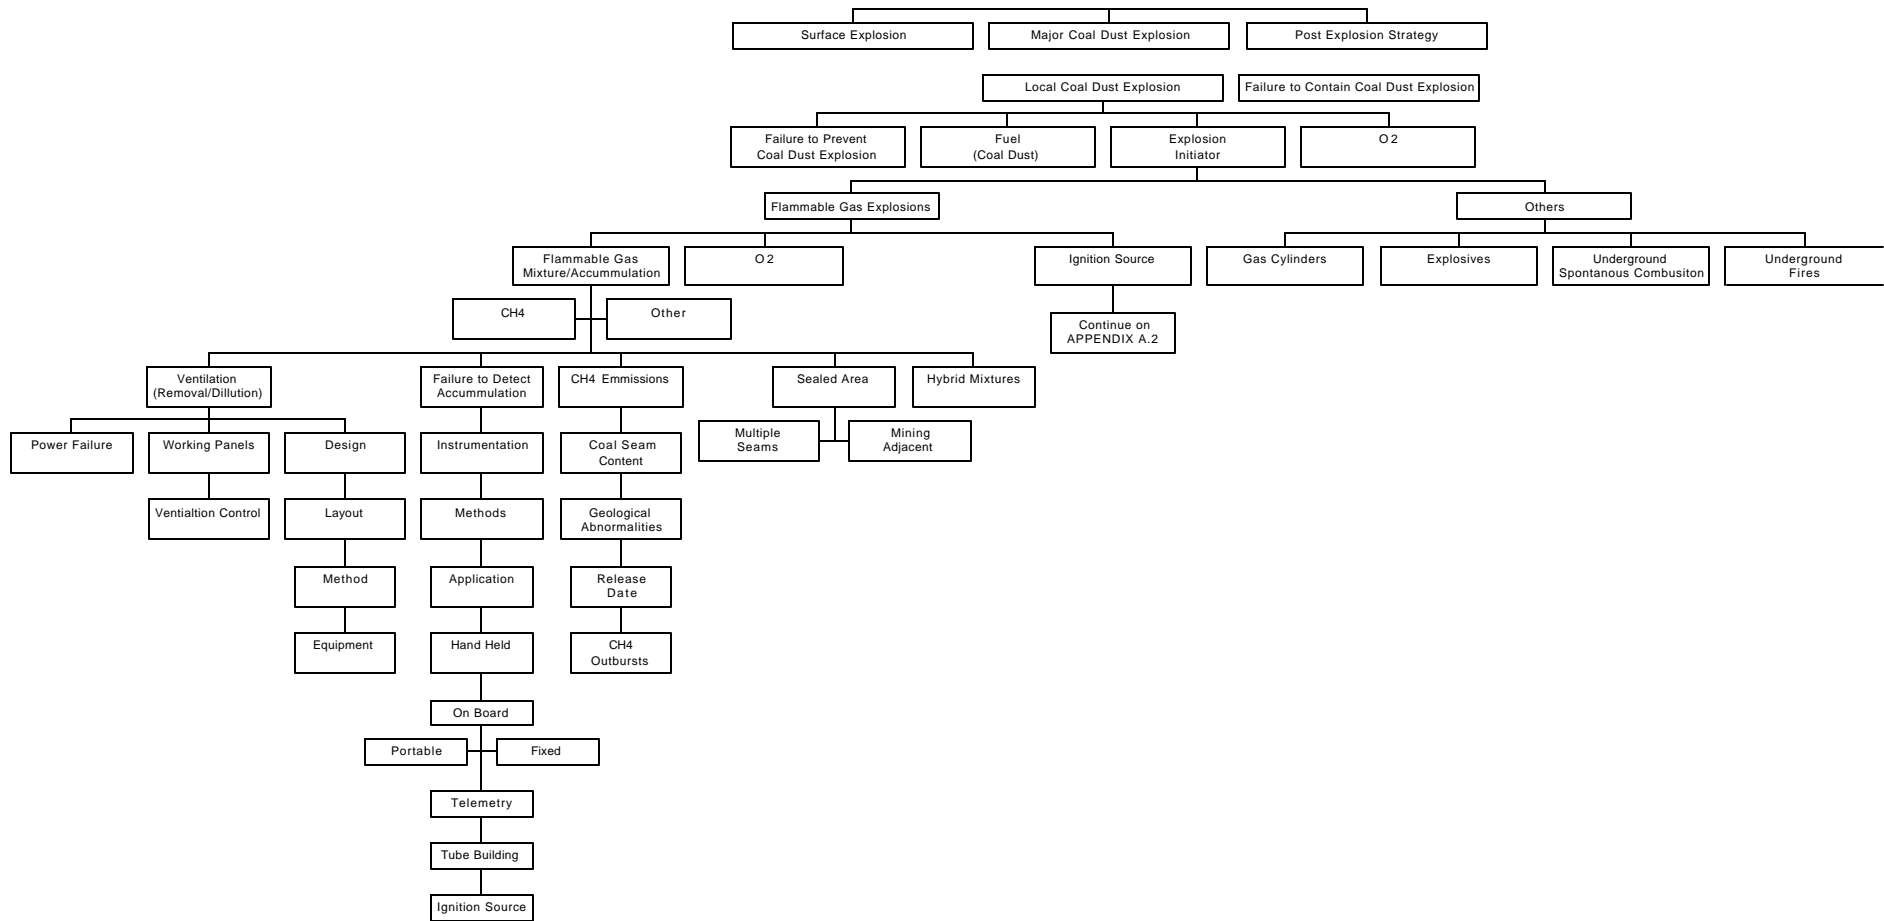 Surface Explosion
Major Coal Dust Explosion
Post Explosion Strategy
Local Coal Dust Explosion
Failure to Contain Coal Dust Explosion
Failure to Prevent
Coal Dust Explosion
Fuel
(Coal Dust)
Explosion
Initiator
O2
Flammable Gas Explosions
Others
Flammable Gas
Mixture/Accummulation
O2
Ignition Source
Gas Cylinders
Explosives
Underground
Spontanous Combusiton
Underground
Fires
CH4
Other
Continue on
APPENDIX A.2
Ventilation
(Removal/Dillution)
Failure to Detect
Accummulation
CH4 Emmissions
Sealed Area
Hybrid Mixtures
Multiple
Seams
Mining
Adjacent
Power Failure
Working Panels
Design
Instrumentation
Coal Seam
Content
Ventialtion Control
Layout
Methods
Geological
Abnormalities
Method
Application
Release
Date
Equipment
Hand Held
CH4
Outbursts
On Board
Portable
Fixed
Telemetry
Tube Building
Ignition Source